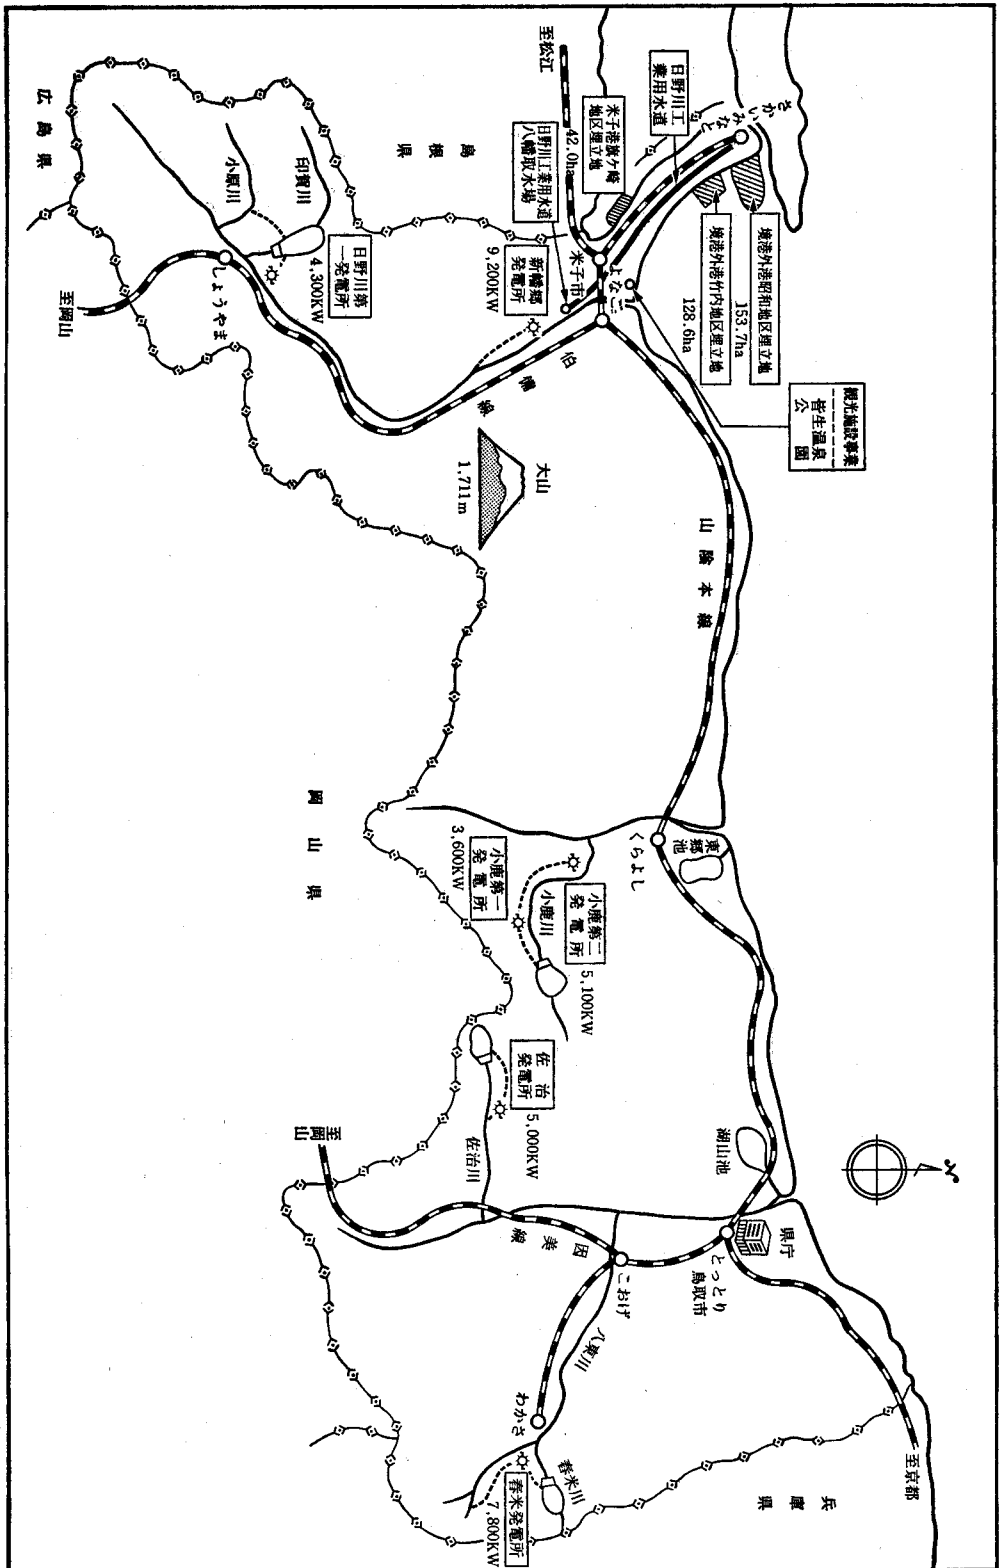 至松江
さかいみなと
日野川工
業用水道
米子港旗ケ崎
地区埋立地
42.0ha
日野川工業用水道
八幡取水場
境港外港昭和地区埋立地
153.7ha
境港外港竹内地区埋立地
128.6ha
観光施設事業
皆生温泉
公園
米子市
よなご
新幡郷
発電所
9,200KW
島根県
広島県
印賀川
小原川
日野川第
一発電所
4,300KW
しょうやま
至岡山
伯備線
大山
1,711m
山陰本線
岡山県
くらよし
東郷池
小鹿第一
発電所
3,600KW
小鹿第二
発電所
5,100KW
小鹿川
佐治
発電所
5,000KW
佐治川
至岡山
湖山池
県庁
とっとり
鳥取市
因美線
こおげ
八東川
わかさ
春米川
春米発電所
7,800KW
至京都
兵庫県